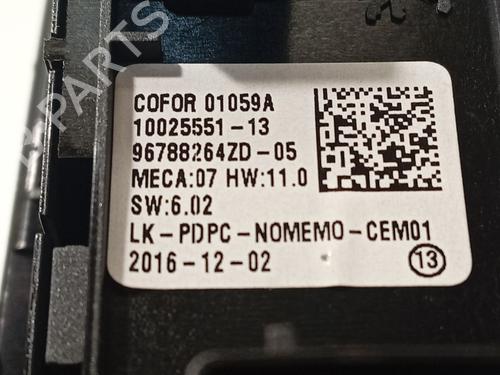 PARTS
COFOR 01059A
10025551-13
96788264ZD-05
MECA:07 HW:11.0
SW:6.02
LK-PDPC-NOMEMO-CEM01
2016-12-02
13